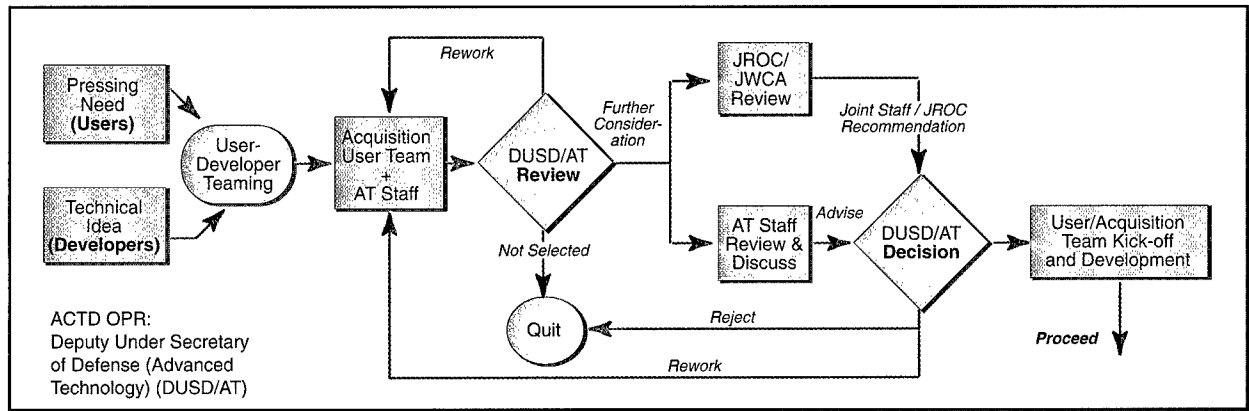 Pressing
Need
(Users)
Technical
Idea
(Developers)
User-
Developer
Teaming
Rework
Acquisition
User Team
+
AT Staff
DUSD/AT
Review
Further
Consider-
ation
Not Selected
Quit
JROC/
JWCA
Review
Joint Staff / JROC
Recommendation
AT Staff
Review &
Discuss
Advise
DUSD/AT
Decision
User/Acquisition
Team Kick-off
and Development
Proceed
Reject
Rework
ACTD OPR:
Deputy Under Secretary
of Defense (Advanced
Technology) (DUSD/AT)